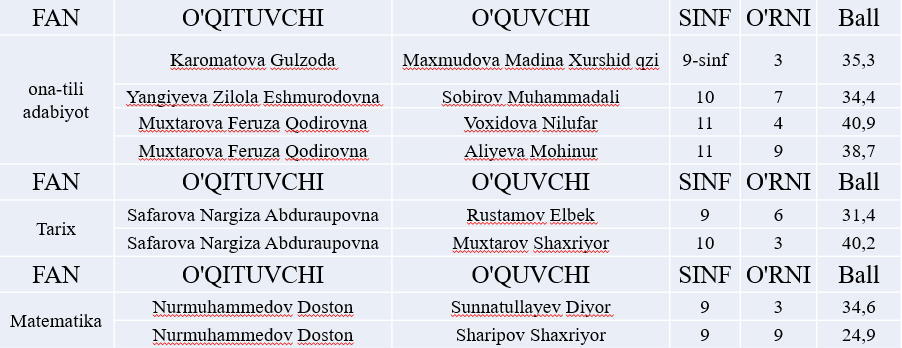 FAN O'QITUVCHI O'QUVCHI SINF O'RNI Ball
ona-tili adabiyot
Karomatova Gulzoda Maxmudova Madina Xurshid qzi 9-sinf 3 35,3
Yangiyeva Zilola Eshmurodovna Sobirov Muhammadali 10 7 34,4
Muxtarova Feruza Qodirovna Voxidova Nilufar 11 4 40,9
Muxtarova Feruza Qodirovna Aliyeva Mohinur 11 9 38,7
FAN O'QITUVCHI O'QUVCHI SINF O'RNI Ball
Tarix
Safarova Nargiza Abduraupovna Rustamov Elbek 9 6 31,4
Safarova Nargiza Abduraupovna Muxtarov Shaxriyor 10 3 40,2
FAN O'QITUVCHI O'QUVCHI SINF O'RNI Ball
Matematika
Nurmuhammedov Doston Sunnatullayev Diyor 9 3 34,6
Nurmuhammedov Doston Sharipov Shaxriyor 9 9 24,9